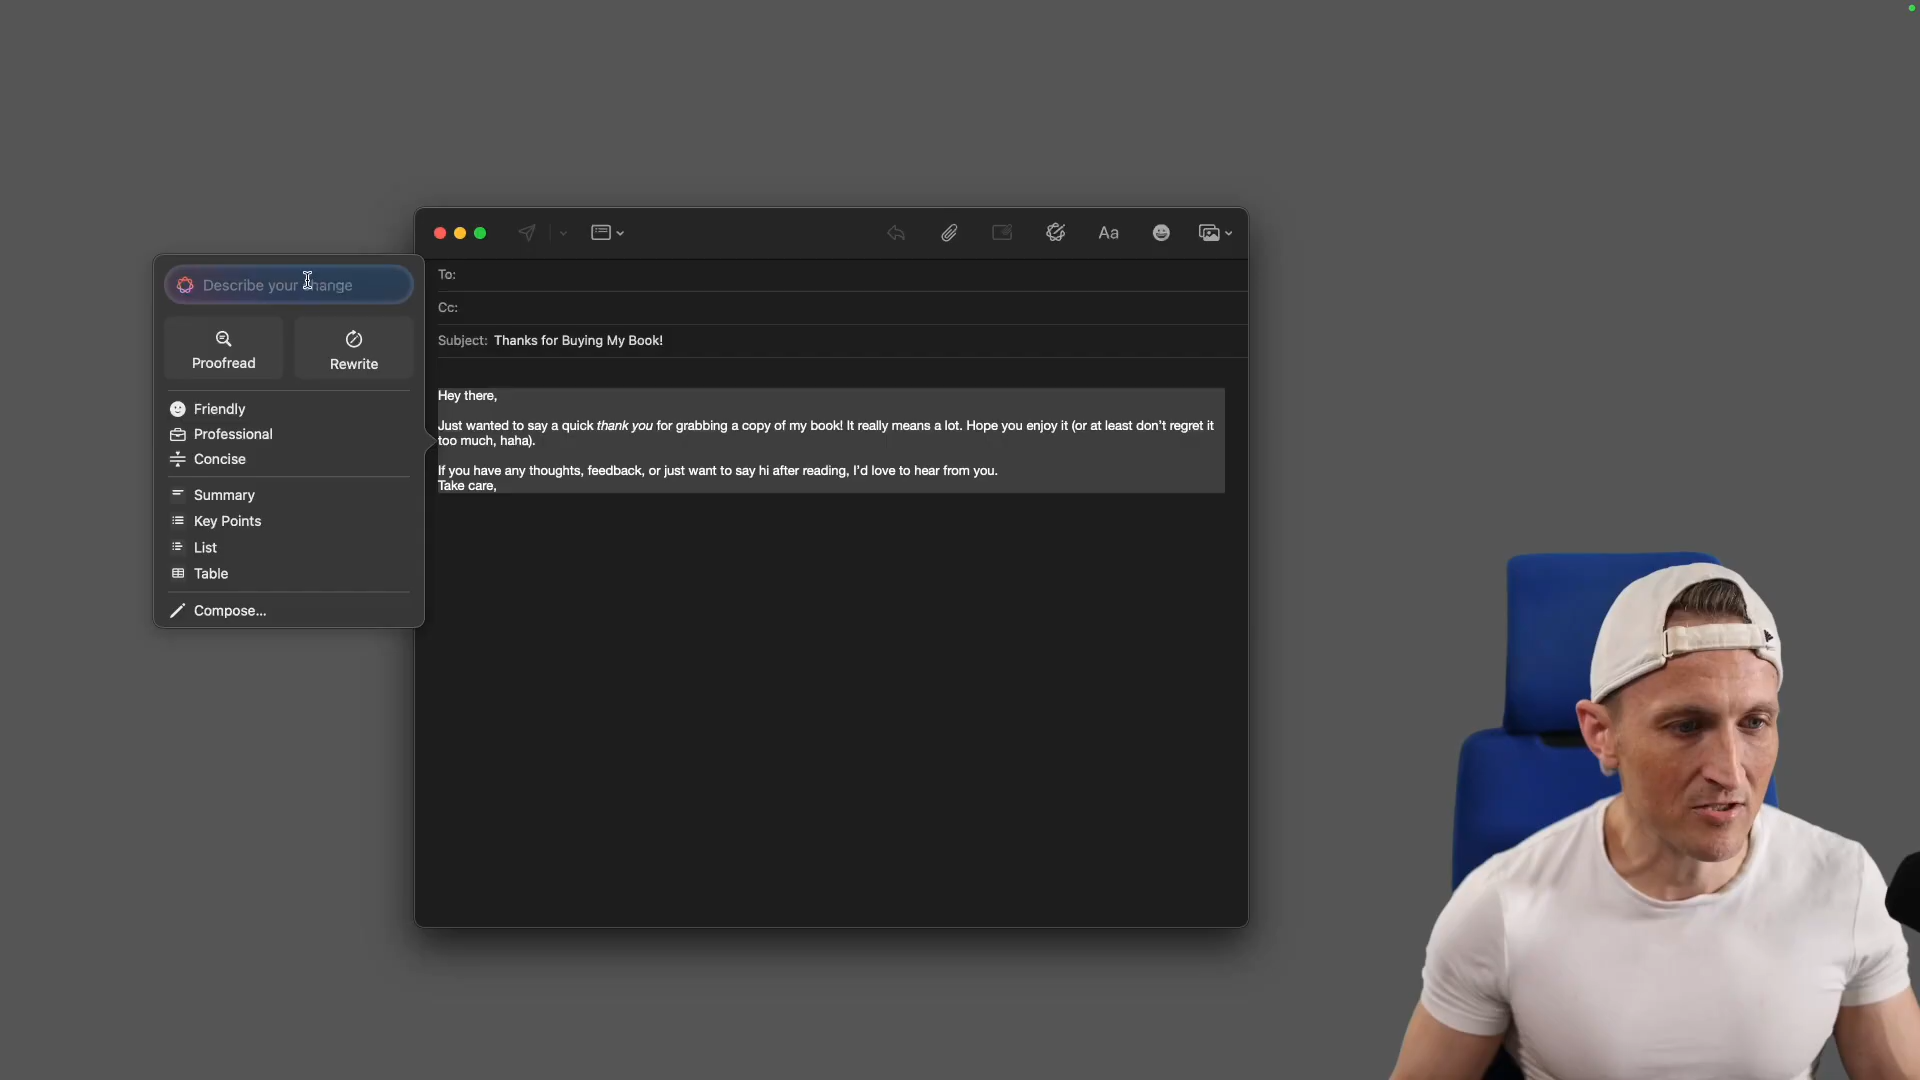 Describe your change
Proofread
Rewrite
Friendly
Professional
Concise
Summary
Key Points
List
Table
Compose...
Aa
To:
Cc:
Subject: Thanks for Buying My Book!
Hey there,
Just wanted to say a quick thank you for grabbing a copy of my book! It really means a lot. Hope you enjoy it (or at least don’t regret it
too much, haha).
If you have any thoughts, feedback, or just want to say hi after reading, I’d love to hear from you.
Take care,